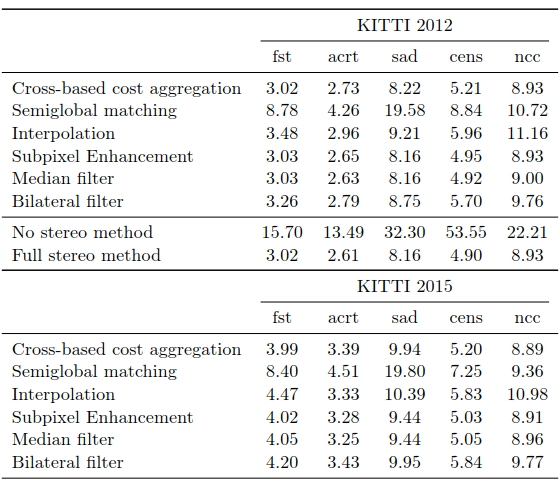 KITTI 2012
fst acrt sad cens ncc
Cross-based cost aggregation 3.02 2.73 8.22 5.21 8.93
Semiglobal matching 8.78 4.26 19.58 8.84 10.72
Interpolation 3.48 2.96 9.21 5.96 11.16
Subpixel Enhancement 3.03 2.65 8.16 4.95 8.93
Median filter 3.03 2.63 8.16 4.92 9.00
Bilateral filter 3.26 2.79 8.75 5.70 9.76
No stereo method 15.70 13.49 32.30 53.55 22.21
Full stereo method 3.02 2.61 8.16 4.90 8.93
KITTI 2015
fst acrt sad cens ncc
Cross-based cost aggregation 3.99 3.39 9.94 5.20 8.89
Semiglobal matching 8.40 4.51 19.80 7.25 9.36
Interpolation 4.47 3.33 10.39 5.83 10.98
Subpixel Enhancement 4.02 3.28 9.44 5.03 8.91
Median filter 4.05 3.25 9.44 5.05 8.96
Bilateral filter 4.20 3.43 9.95 5.84 9.77